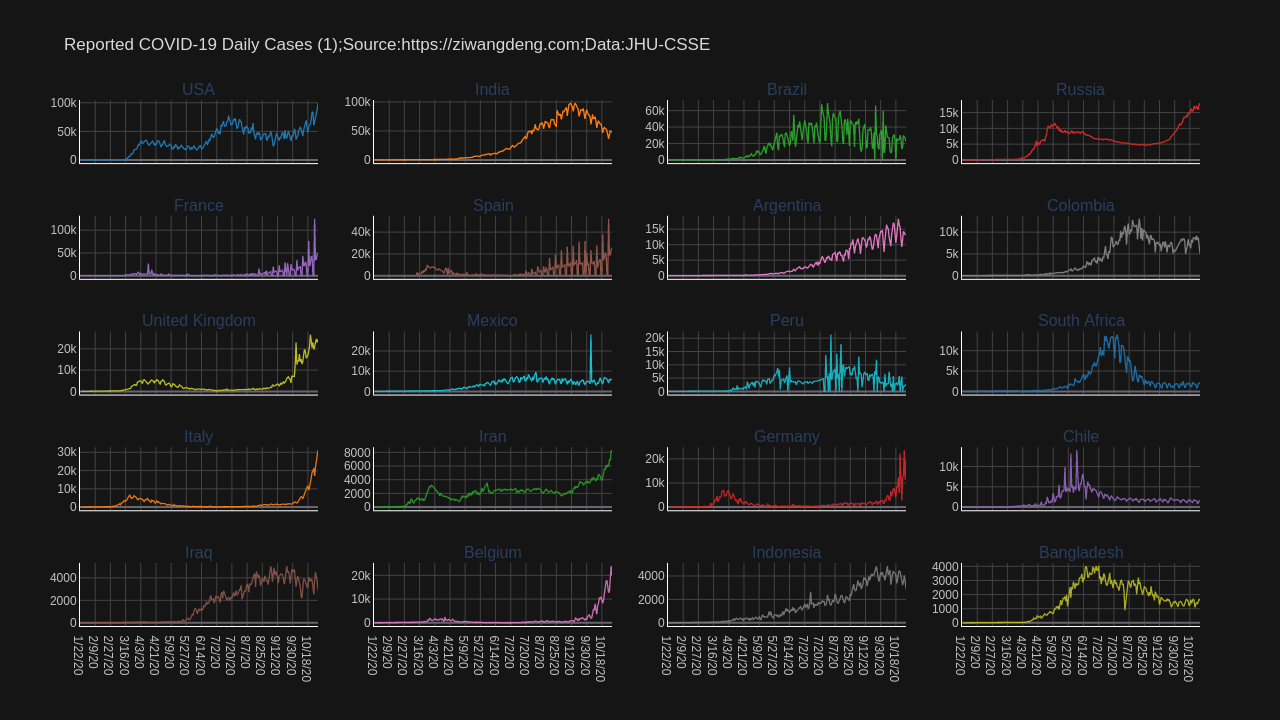 Reported COVID-19 Daily Cases (1);Source:https://ziwangdeng.com;Data:JHU-CSSE
USA
India
Brazil
Russia
100k
50k
0
100k
50k
0
60k
40k
20k
0
15k
10k
5k
0
France
Spain
Argentina
Colombia
100k
50k
0
40k
20k
0
15k
10k
5k
0
10k
5k
0
United Kingdom
Mexico
Peru
South Africa
20k
10k
0
20k
10k
0
20k
15k
10k
5k
0
10k
5k
0
Italy
Iran
Germany
Chile
30k
20k
10k
0
8000
6000
4000
2000
0
20k
10k
0
10k
5k
0
Iraq
Belgium
Indonesia
Bangladesh
4000
2000
0
20k
10k
0
4000
2000
0
4000
3000
2000
1000
0
1/22/20
2/9/20
3/16/20
4/3/20
4/21/20
5/9/20
5/27/20
6/14/20
7/2/20
7/20/20
8/7/20
8/25/20
9/12/20
9/30/20
10/18/20
1/22/20
2/9/20
3/16/20
4/3/20
4/21/20
5/9/20
5/27/20
6/14/20
7/2/20
7/20/20
8/7/20
8/25/20
9/12/20
9/30/20
10/18/20
1/22/20
2/9/20
3/16/20
4/3/20
4/21/20
5/9/20
5/27/20
6/14/20
7/2/20
7/20/20
8/7/20
8/25/20
9/12/20
9/30/20
10/18/20
1/22/20
2/9/20
3/16/20
4/3/20
4/21/20
5/9/20
5/27/20
6/14/20
7/2/20
7/20/20
8/7/20
8/25/20
9/12/20
9/30/20
10/18/20